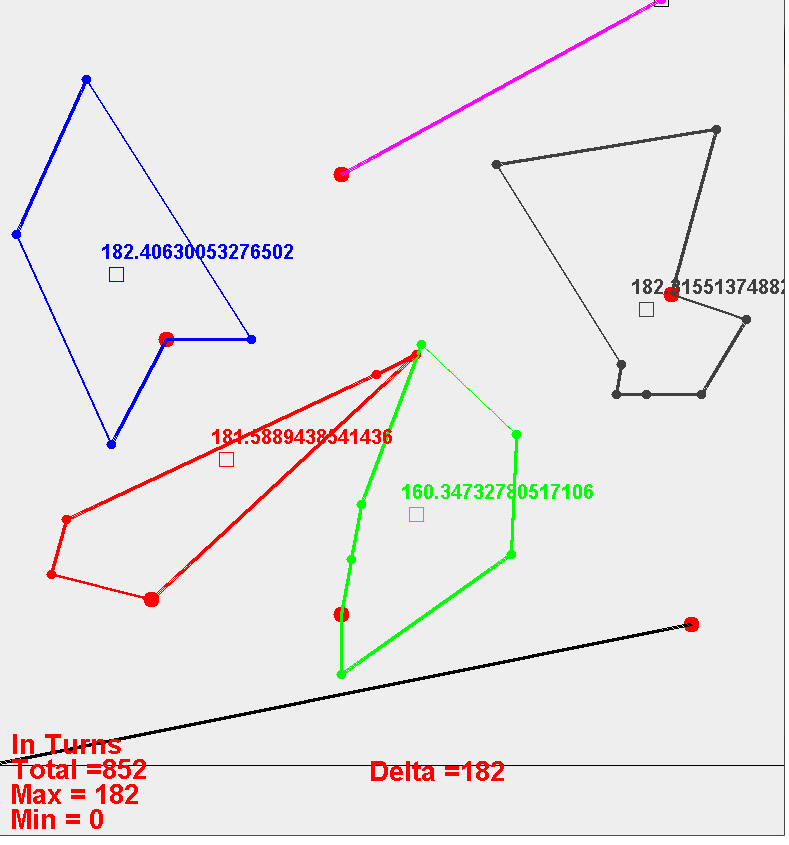 182.40630053276502
181.5889438541436
160.34732780517106
In Turns
Total =852
Delta =182
Max = 182
Min = 0